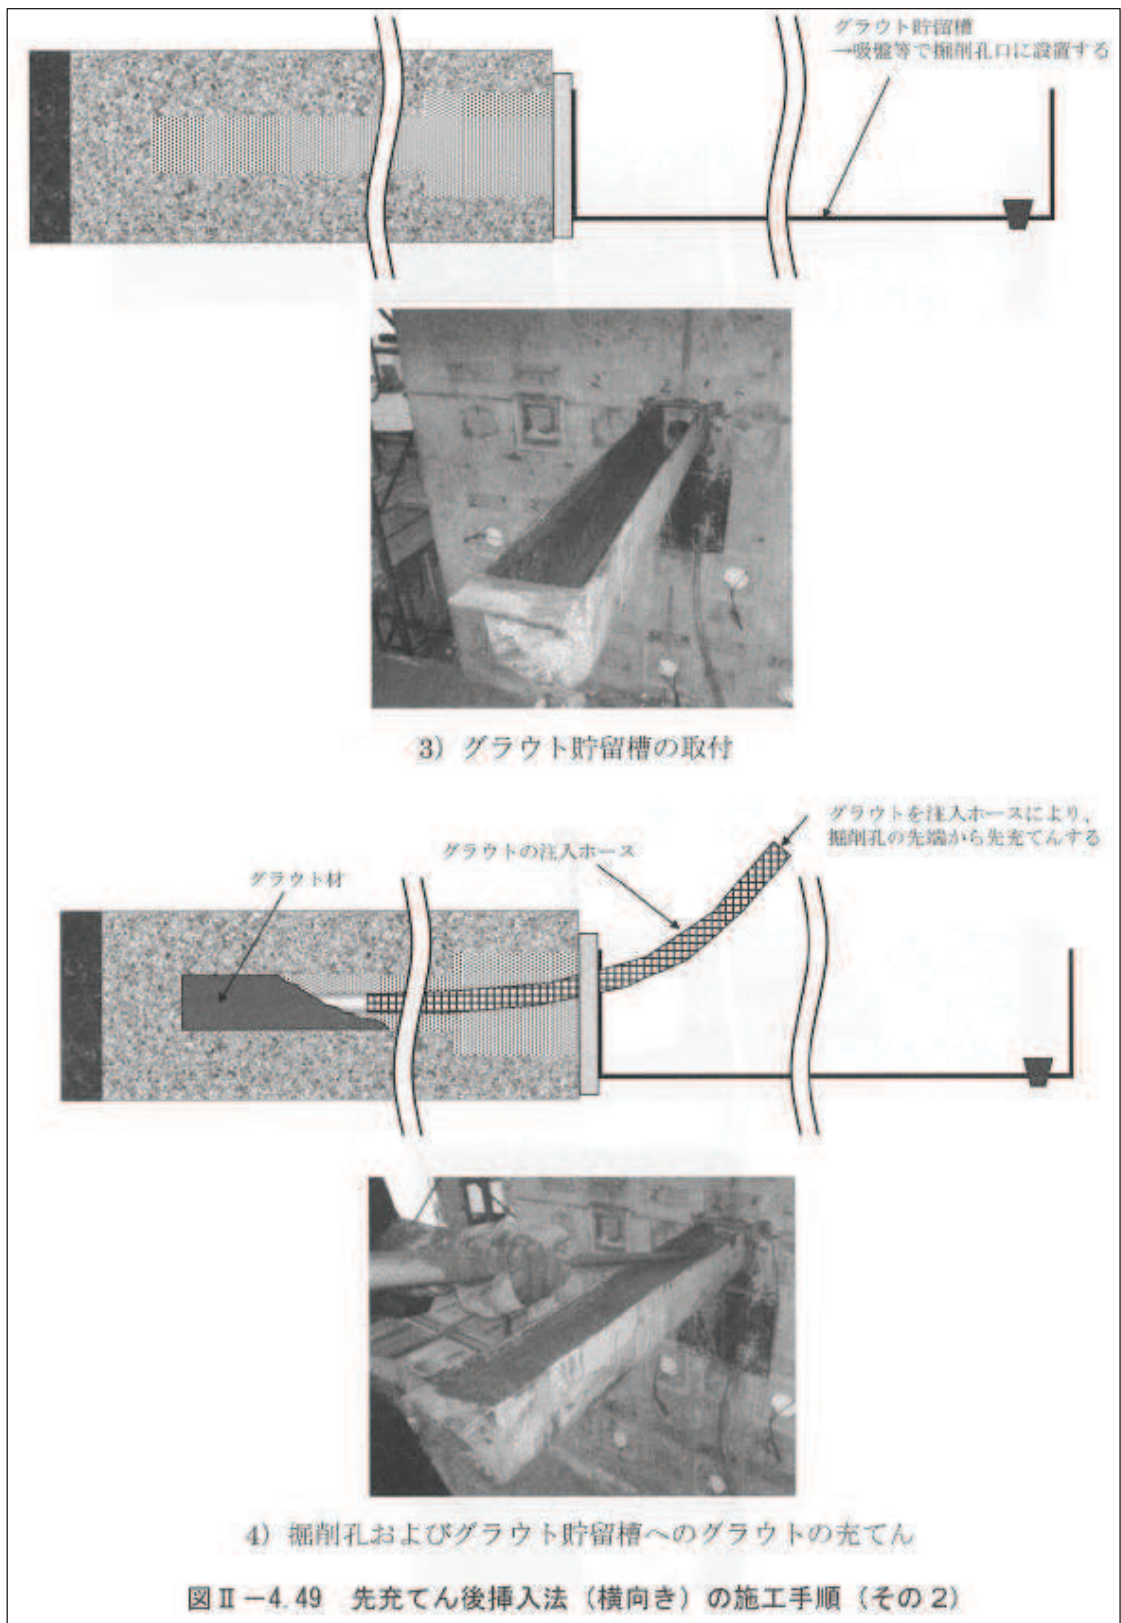 グラウト貯留槽
→吸盤等で掘削孔口に設置する
3) グラウト貯留槽の取付
グラウトを注入ホースにより、
掘削孔の先端から先充てんする
グラウトの注入ホース
グラウト材
4) 掘削孔およびグラウト貯留槽へのグラウトの充てん
図Ⅱ－4.49 先充てん後挿入法（横向き）の施工手順（その2）